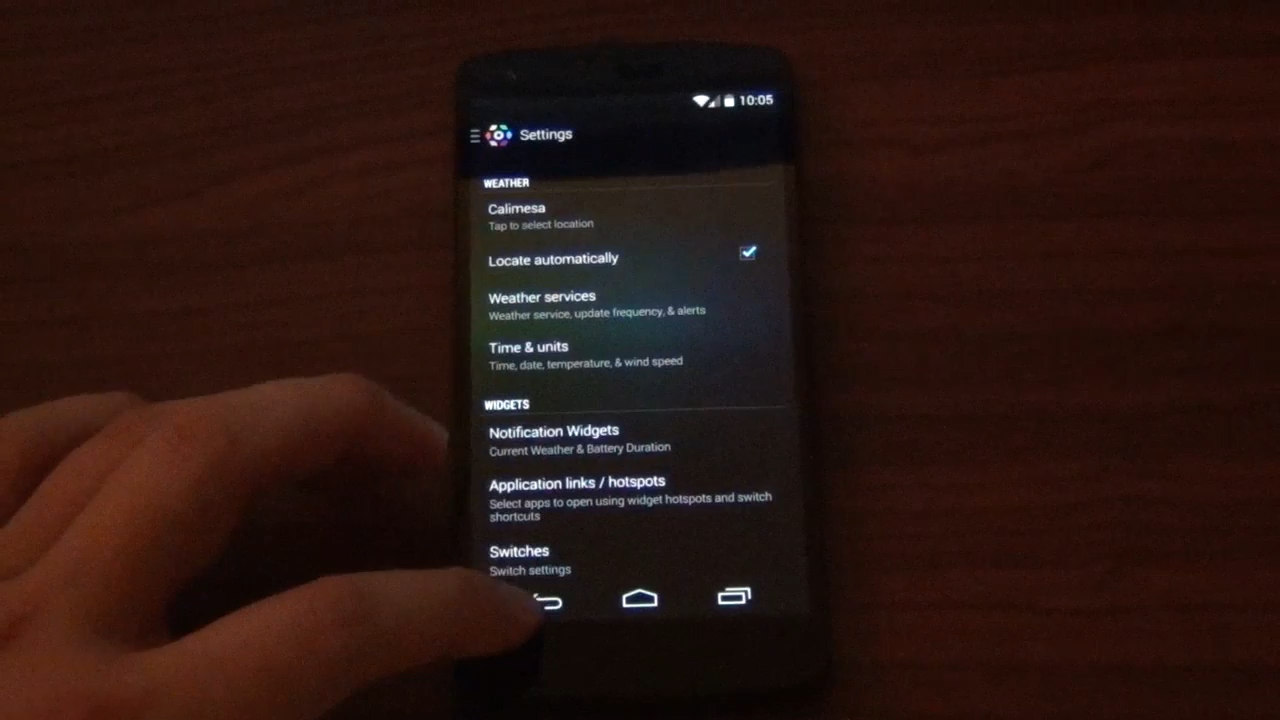 10:05
Settings
WEATHER
Calimesa
Tap to select location
Locate automatically
Weather services
Weather service, update frequency, & alerts
Time & units
Time, date, temperature, & wind speed
WIDGETS
Notification Widgets
Current Weather & Battery Duration
Application links / hotspots
Select apps to open using widget hotspots and switch
shortcuts
Switches
Switch settings